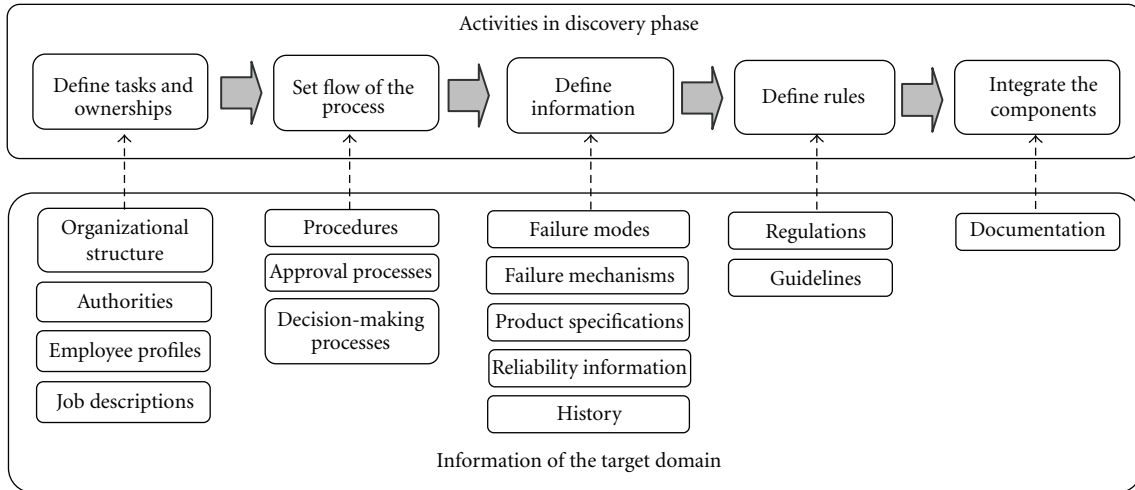 Activities in discovery phase
Define tasks and
ownerships
Set flow of the
process
Define
information
Define rules
Integrate the
components
Organizational
structure
Authorities
Employee profiles
Job descriptions
Procedures
Approval processes
Decision-making
processes
Failure modes
Failure mechanisms
Product specifications
Reliability information
History
Regulations
Guidelines
Documentation
Information of the target domain